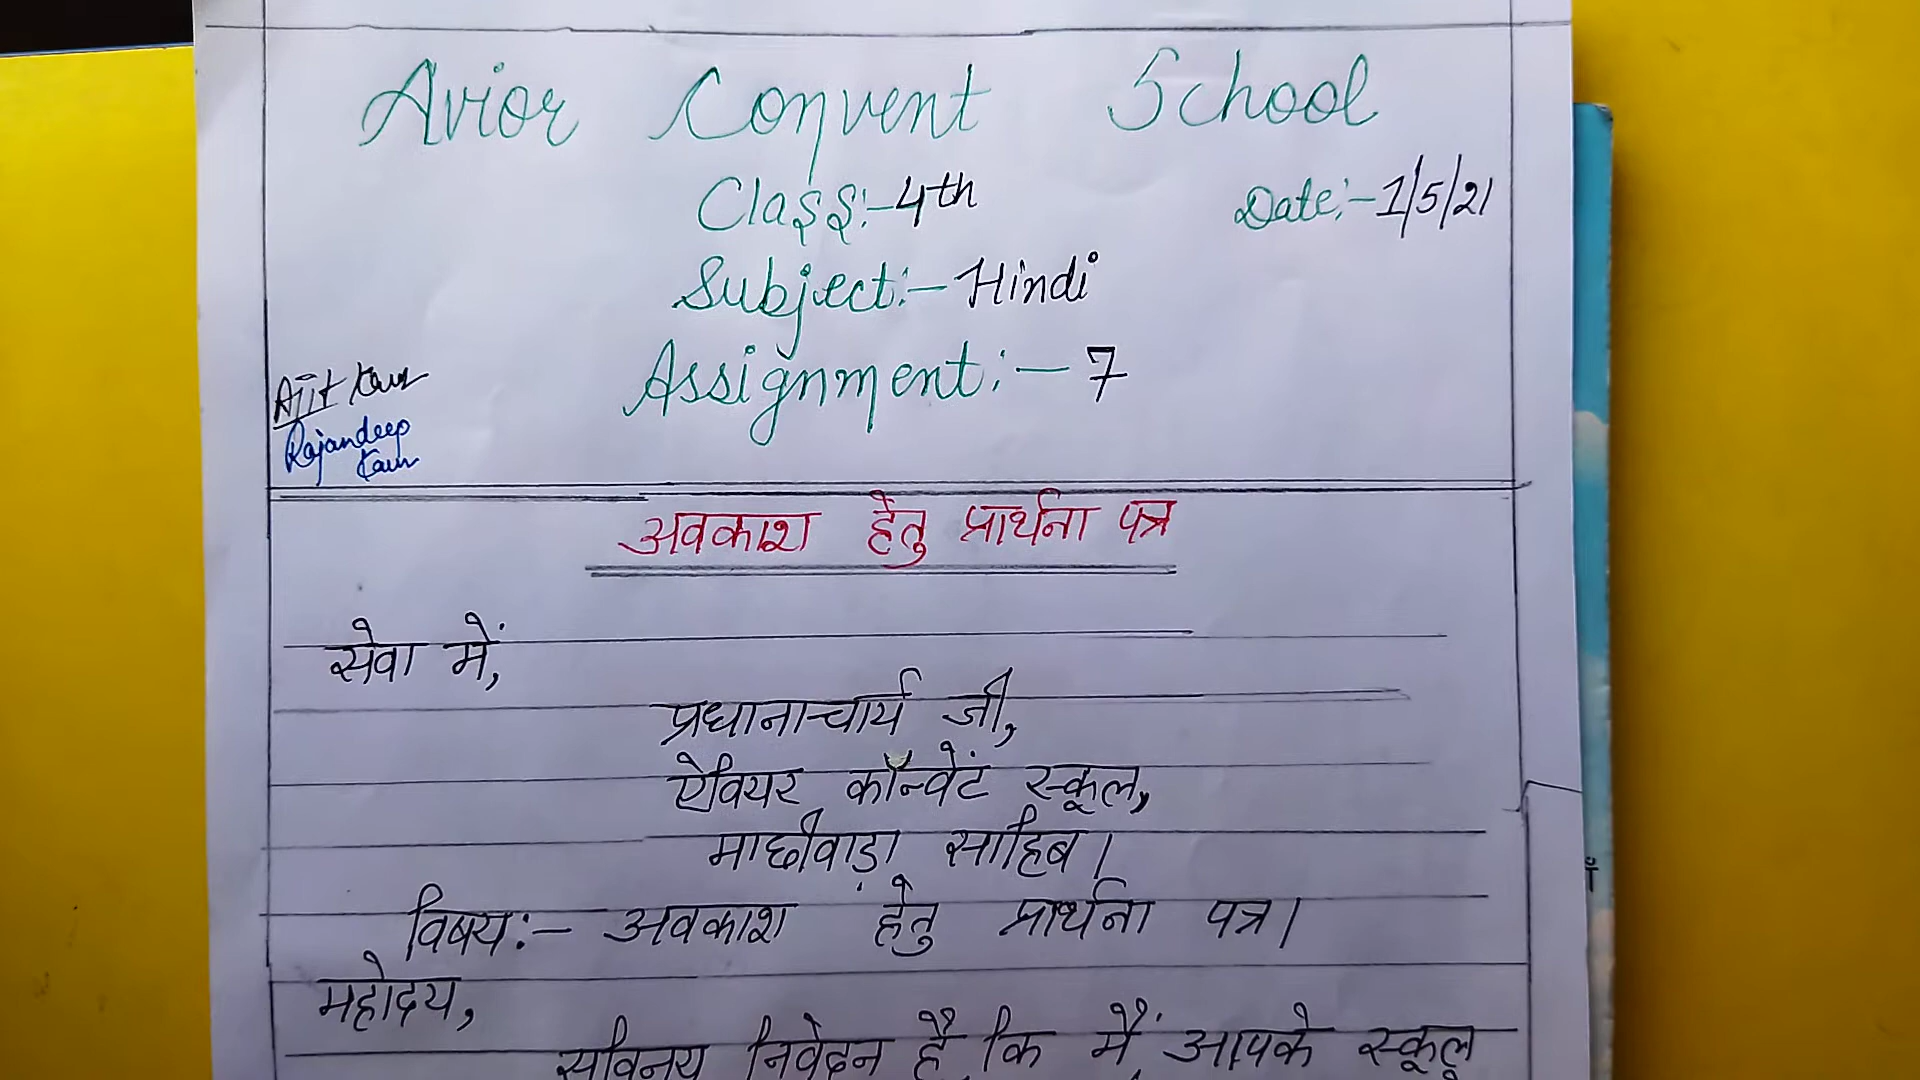 Avior Convent School
Class:-4th Date:-1/5/21
Subject:-Hindi
Assignment:-7
Ajit Kaur
Rajandeep
Kaur
अवकाश हेतु प्रार्थना पत्र
सेवा में,
प्रधानाचार्य जी,
ऐवियर कॉन्वेंट स्कूल,
माछीवाड़ा साहिब।
विषय:- अवकाश हेतु प्रार्थना पत्र।
महोदय,
सविनय निवेदन है कि मैं आपके स्कूल